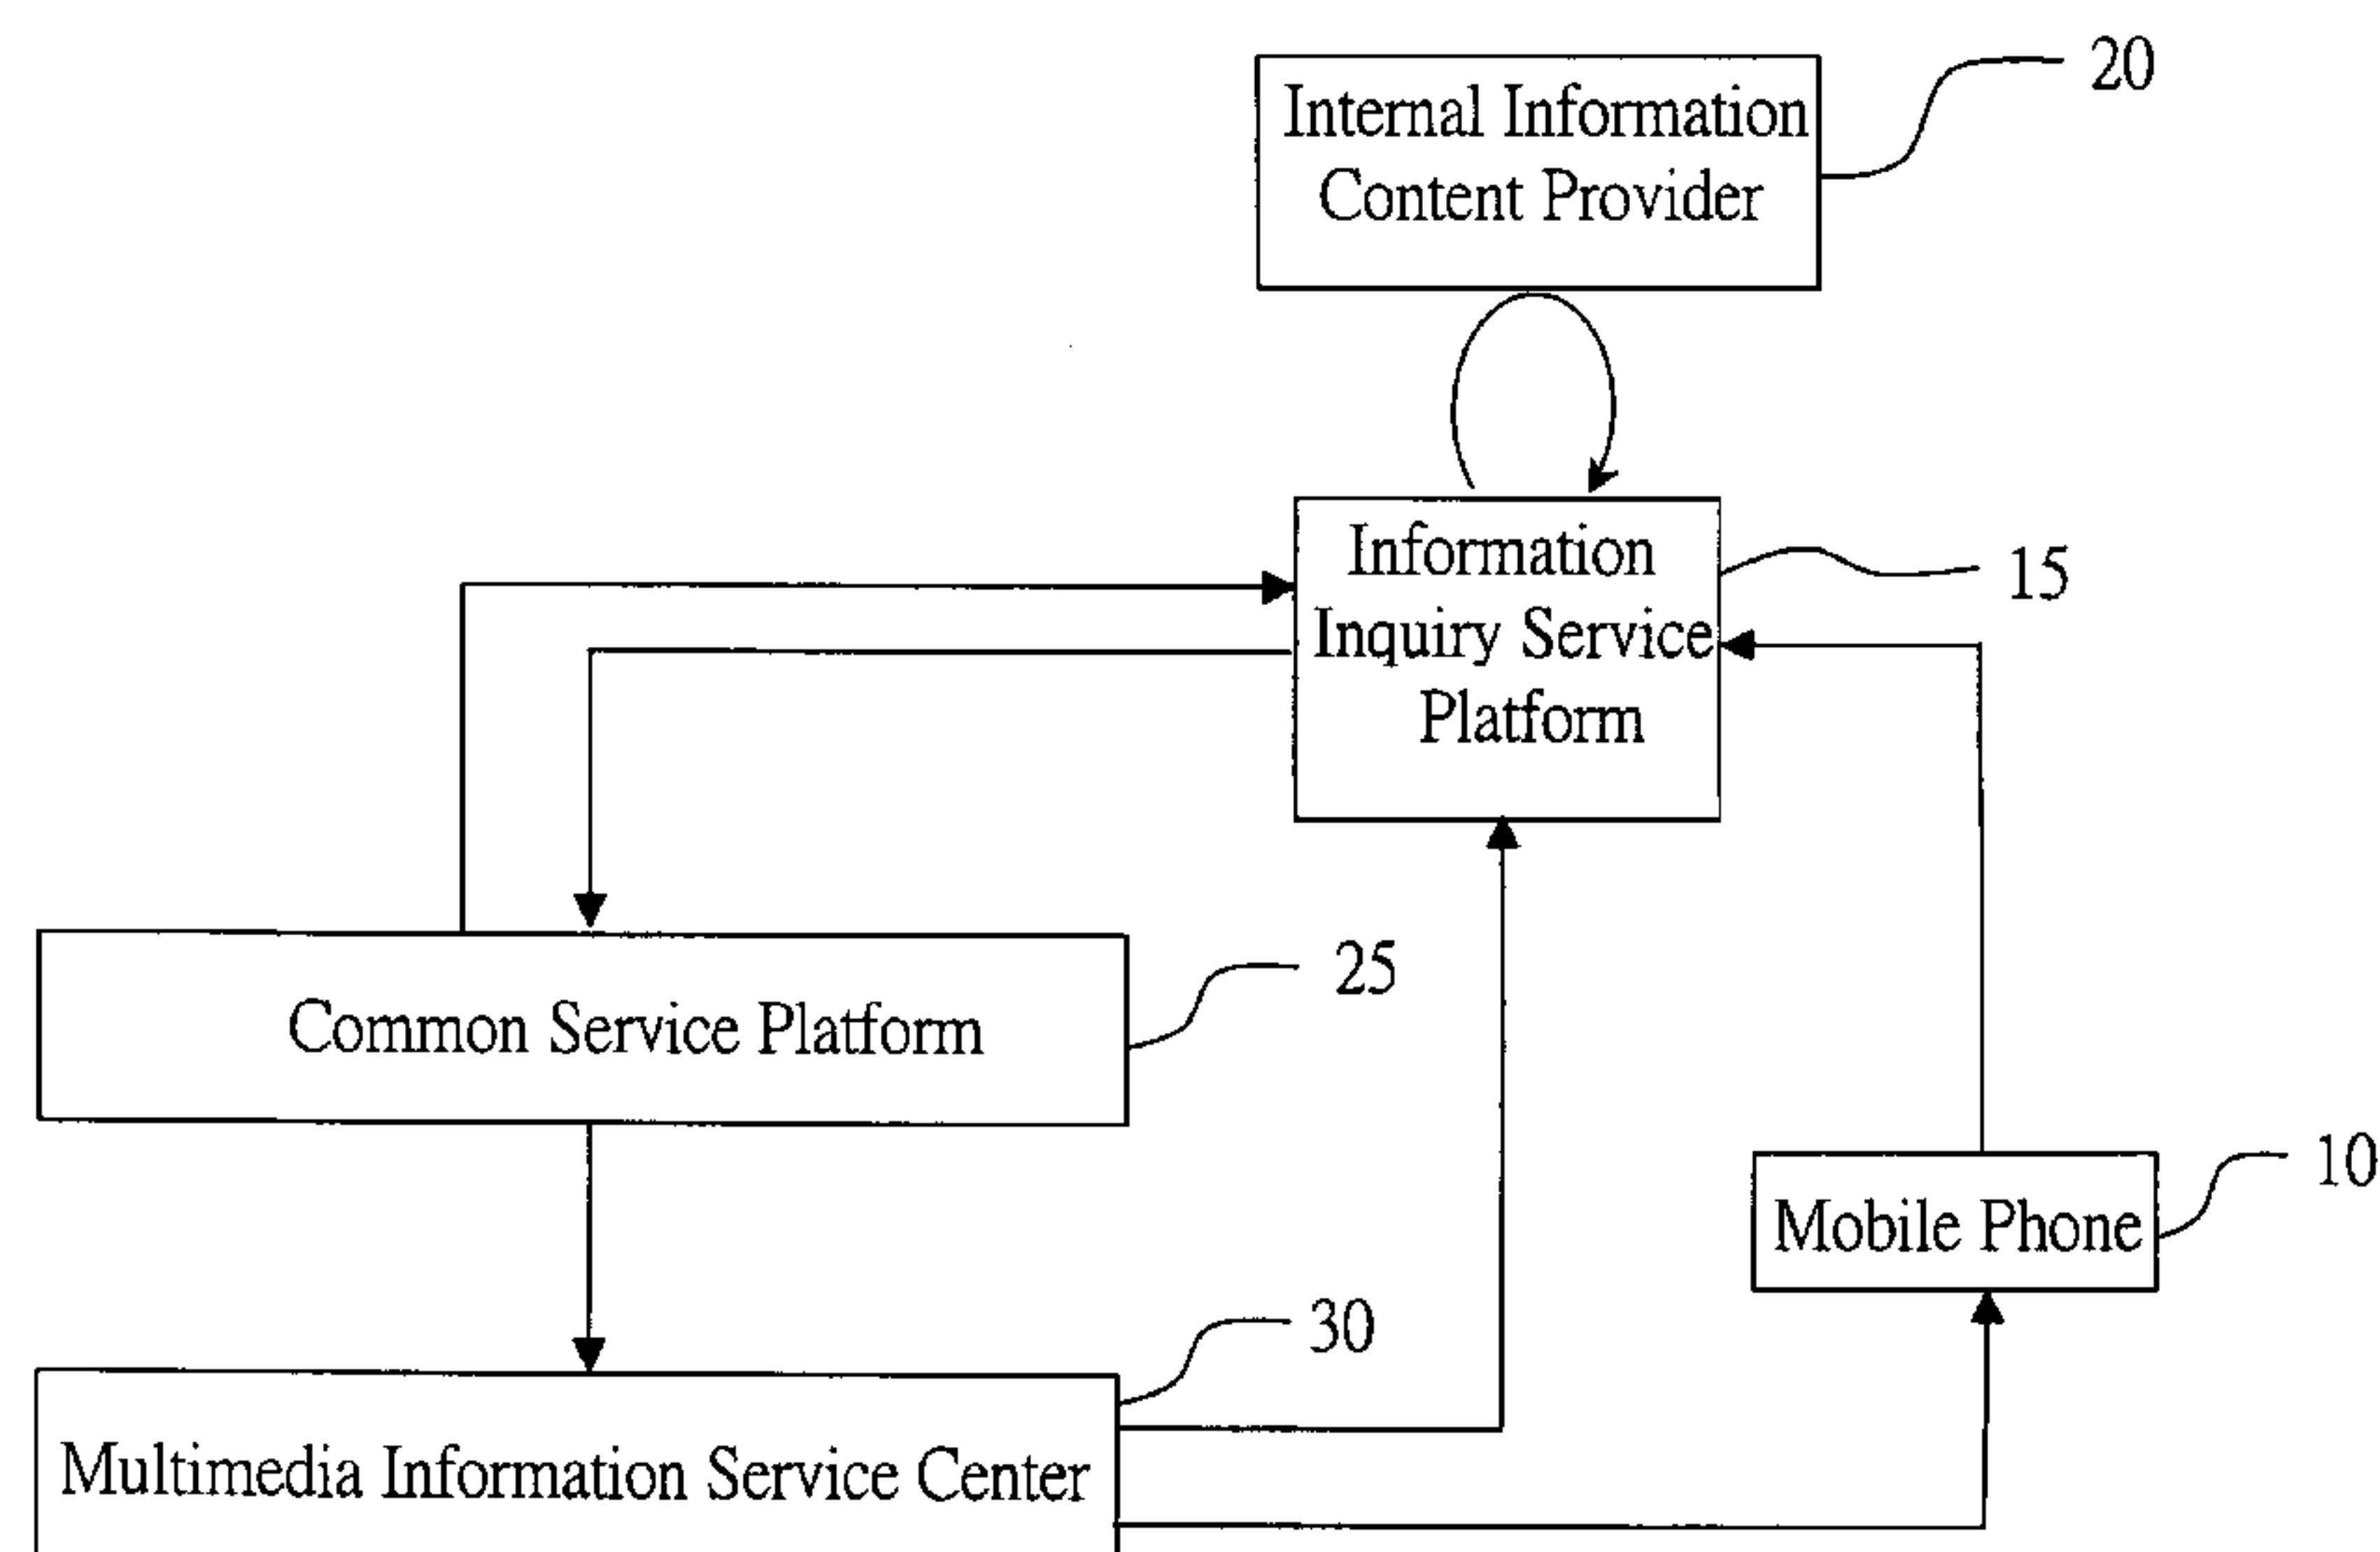 20
Internal Information
Content Provider
Information
Inquiry Service
Platform
15
25
Common Service Platform
10
Mobile Phone
30
Multimedia Information Service Center